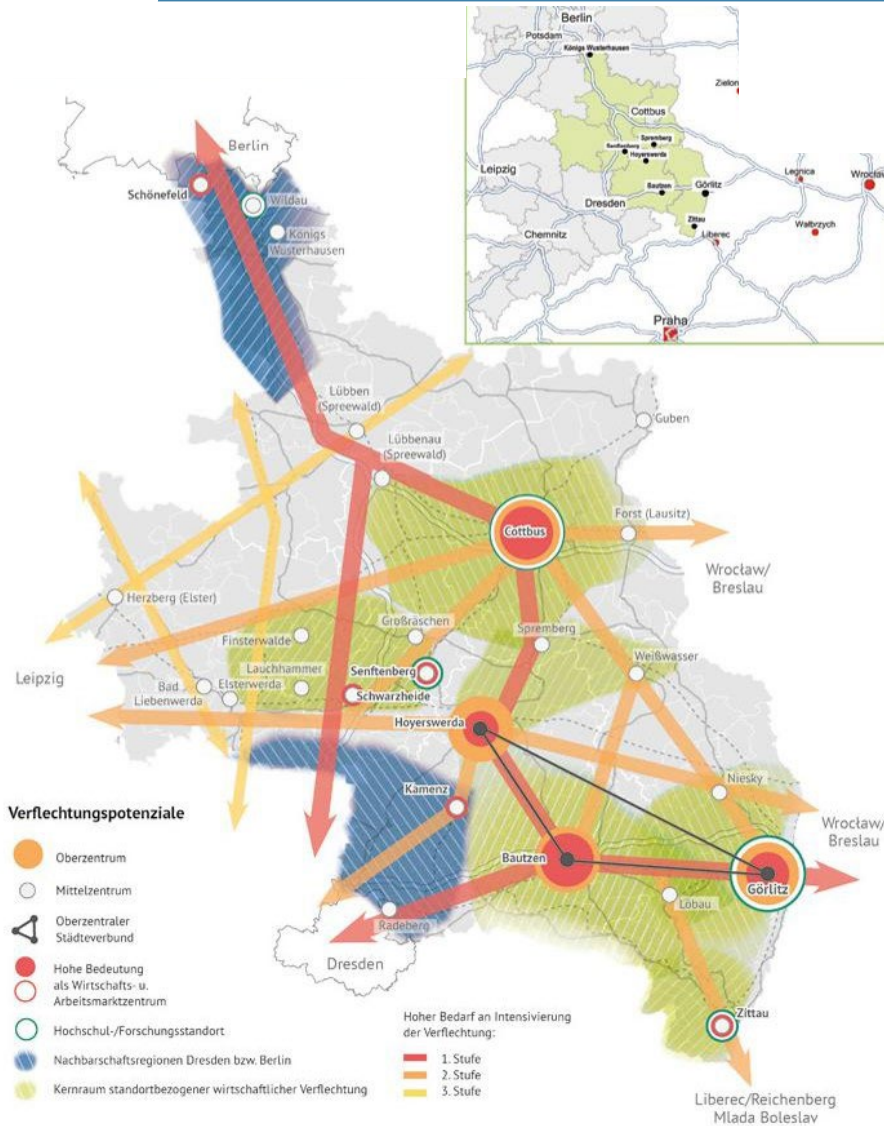 Berlin
Potsdam
Königs Wusterhausen
Cottbus
Spremberg
Senftenberg
Hoyerswerda
Leipzig
Bautzen
Görlitz
Dresden
Zittau
Chemnitz
Liberec
Legnica
Wałbrzych
Praha
Berlin
Schönefeld
Wildau
Königs
Wusterhausen
Lübben
(Spreewald)
Guben
Lübbenau
(Spreewald)
Cottbus
Forst (Lausitz)
Wrocław/
Breslau
Herzberg (Elster)
Großräschen
Finsterwalde
Spremberg
Leipzig
Lauchhammer
Senftenberg
Weißwasser
Bad
Liebenwerda
Elsterwerda
Schwarzheide
Hoyerswerda
Niesky
Kamenz
Wrocław/
Breslau
Bautzen
Görlitz
Löbau
Radeberg
Dresden
Zittau
Liberec/Reichenberg
Mlada Boleslav
Verflechtungspotenziale
Oberzentrum
Mittelzentrum
Oberzentraler
Städteverbund
Hohe Bedeutung
als Wirtschafts- u.
Arbeitsmarktzentrum
Hochschul-/Forschungsstandort
Nachbarschaftsregionen Dresden bzw. Berlin
Kernraum standortbezogener wirtschaftlicher Verflechtung
Hoher Bedarf an Intensivierung
der Verflechtung:
1. Stufe
2. Stufe
3. Stufe